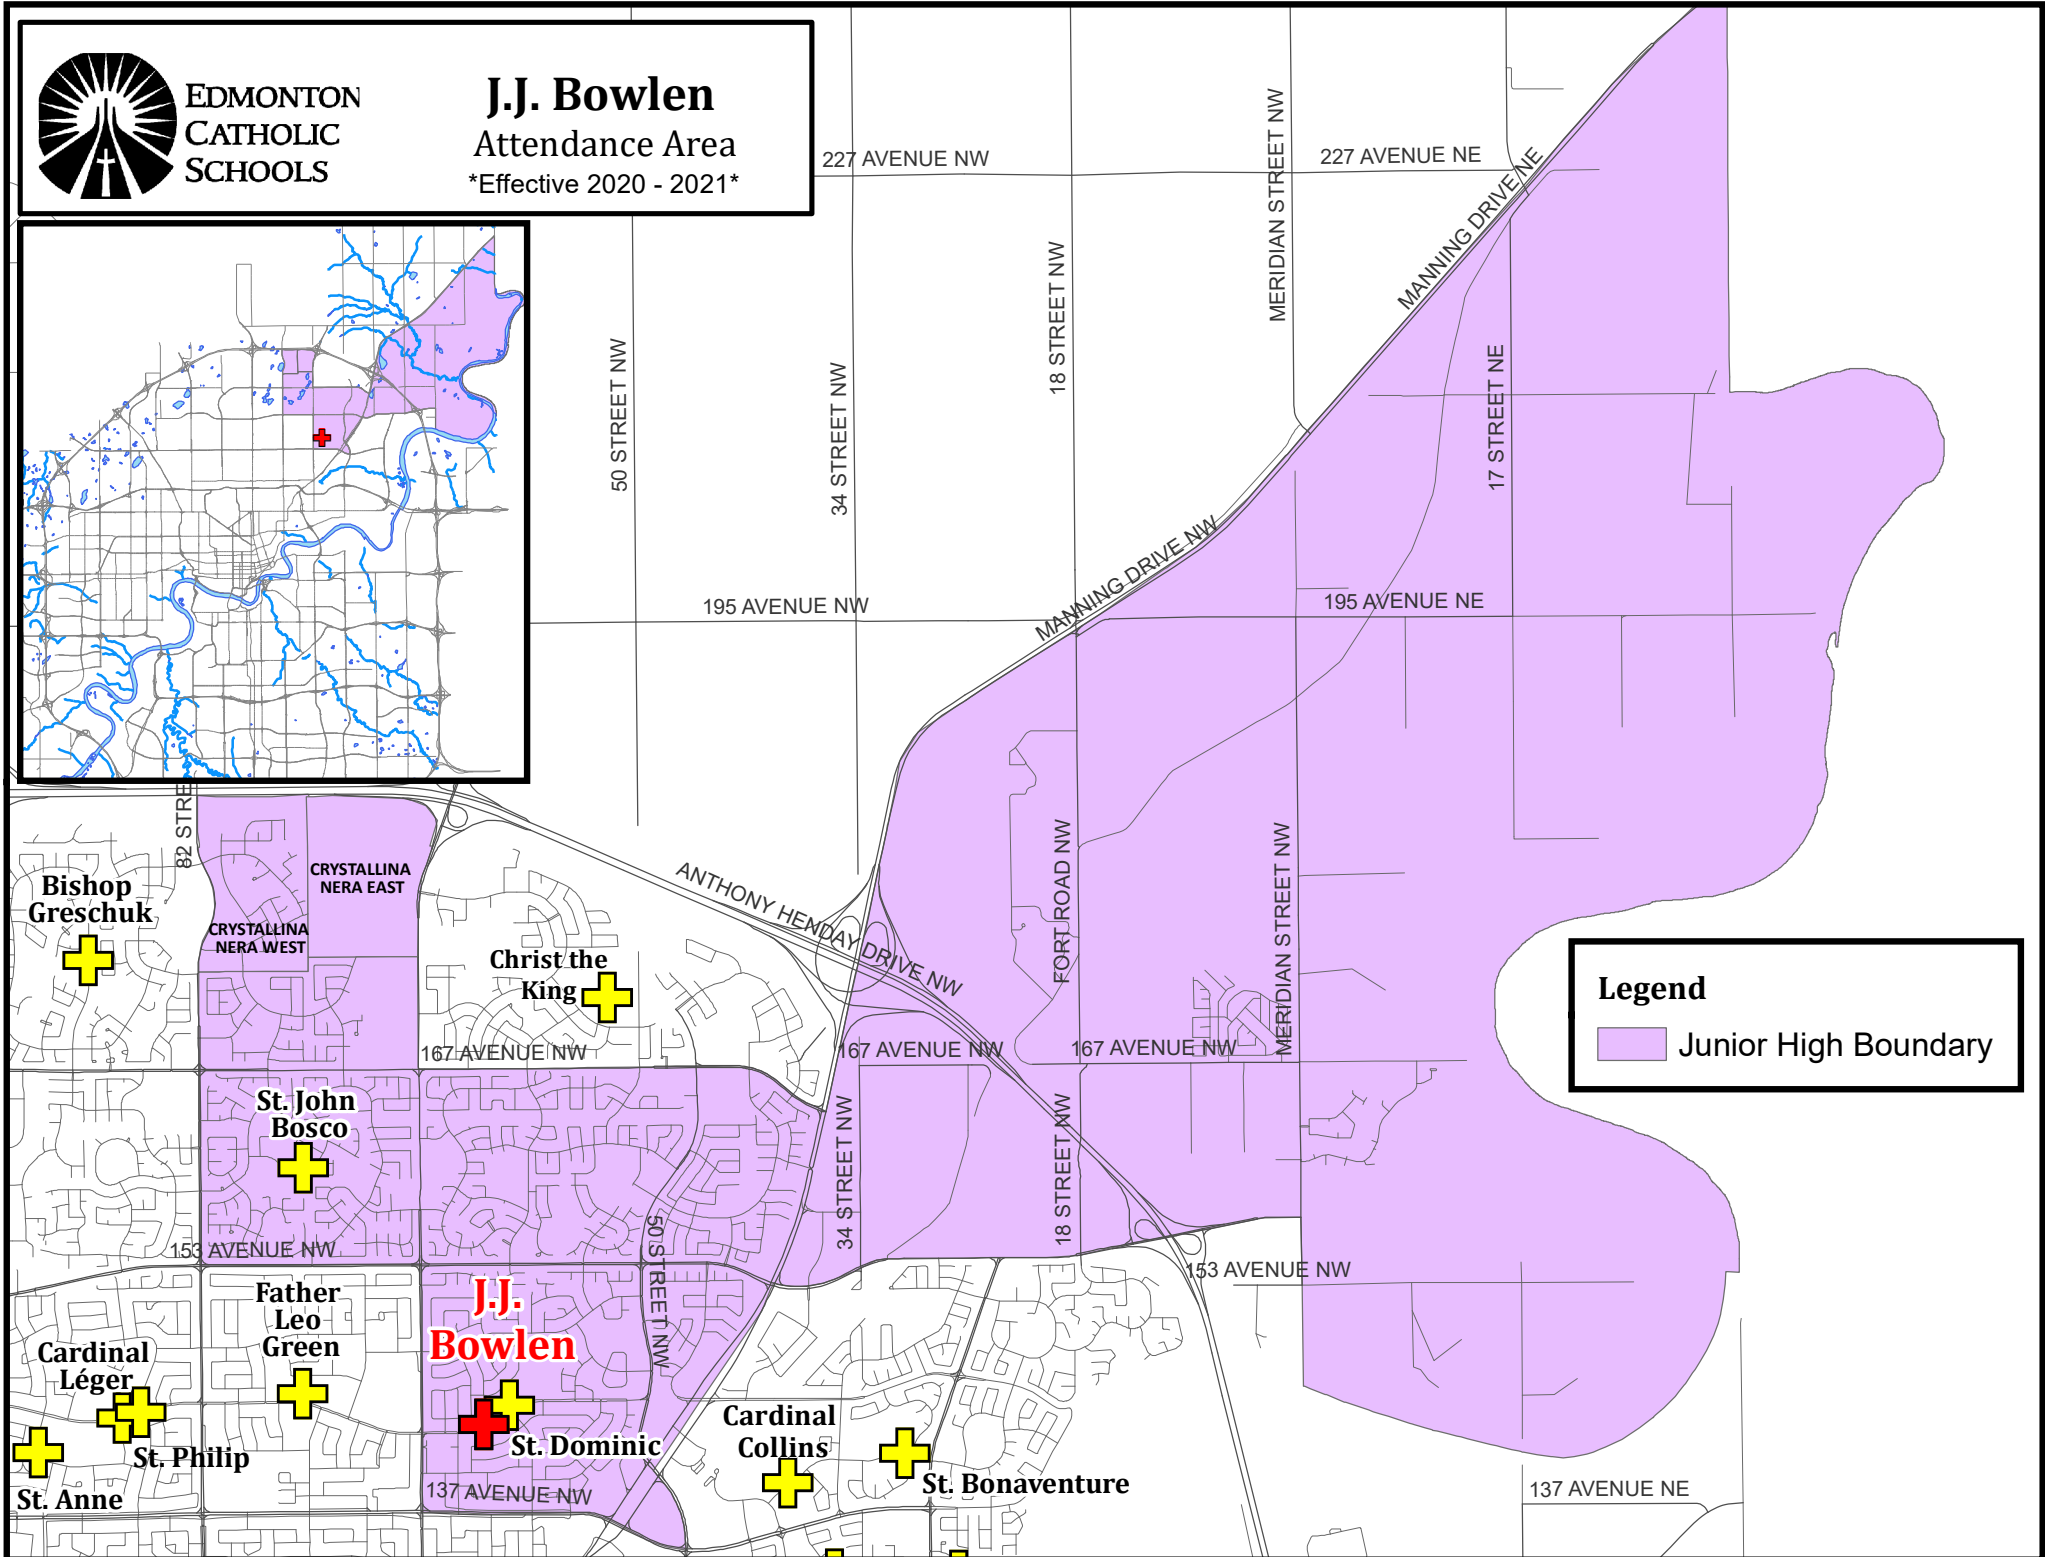 EDMONTON
CATHOLIC
SCHOOLS
J.J. Bowlen
Attendance Area
*Effective 2020 - 2021*
227 AVENUE NW
227 AVENUE NE
MERIDIAN STREET NW
MANNING DRIVE NE
18 STREET NW
50 STREET NW
34 STREET NW
17 STREET NE
MANNING DRIVE NW
195 AVENUE NW
195 AVENUE NE
82 STRE
CRYSTALLINA
NERA EAST
CRYSTALLINA
NERA WEST
Bishop
Greschuk
ANTHONY HENDAY DRIVE NW
FORT ROAD NW
MERIDIAN STREET NW
Christ the
King
Legend
Junior High Boundary
167 AVENUE NW
167 AVENUE NW
167 AVENUE NW
St. John
Bosco
34 STREET NW
18 STREET NW
153 AVENUE NW
50 STREET NW
153 AVENUE NW
Father
Leo
Green
J.J.
Bowlen
Cardinal
Léger
St. Philip
St. Anne
St. Dominic
Cardinal
Collins
St. Bonaventure
137 AVENUE NW
137 AVENUE NE